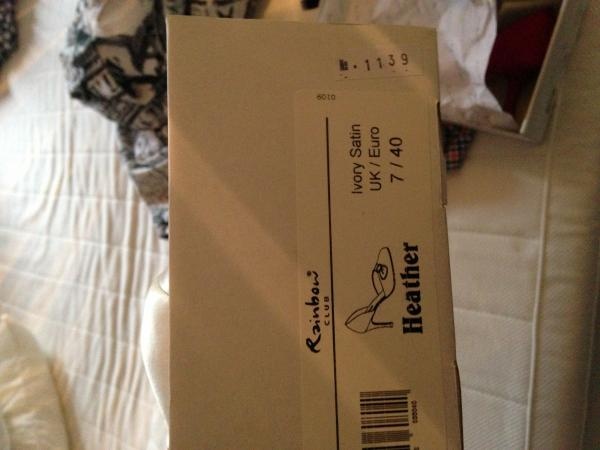 .1139
6010
Rainbow
CLUB
Ivory Satin
UK / Euro
7 / 40
Heather